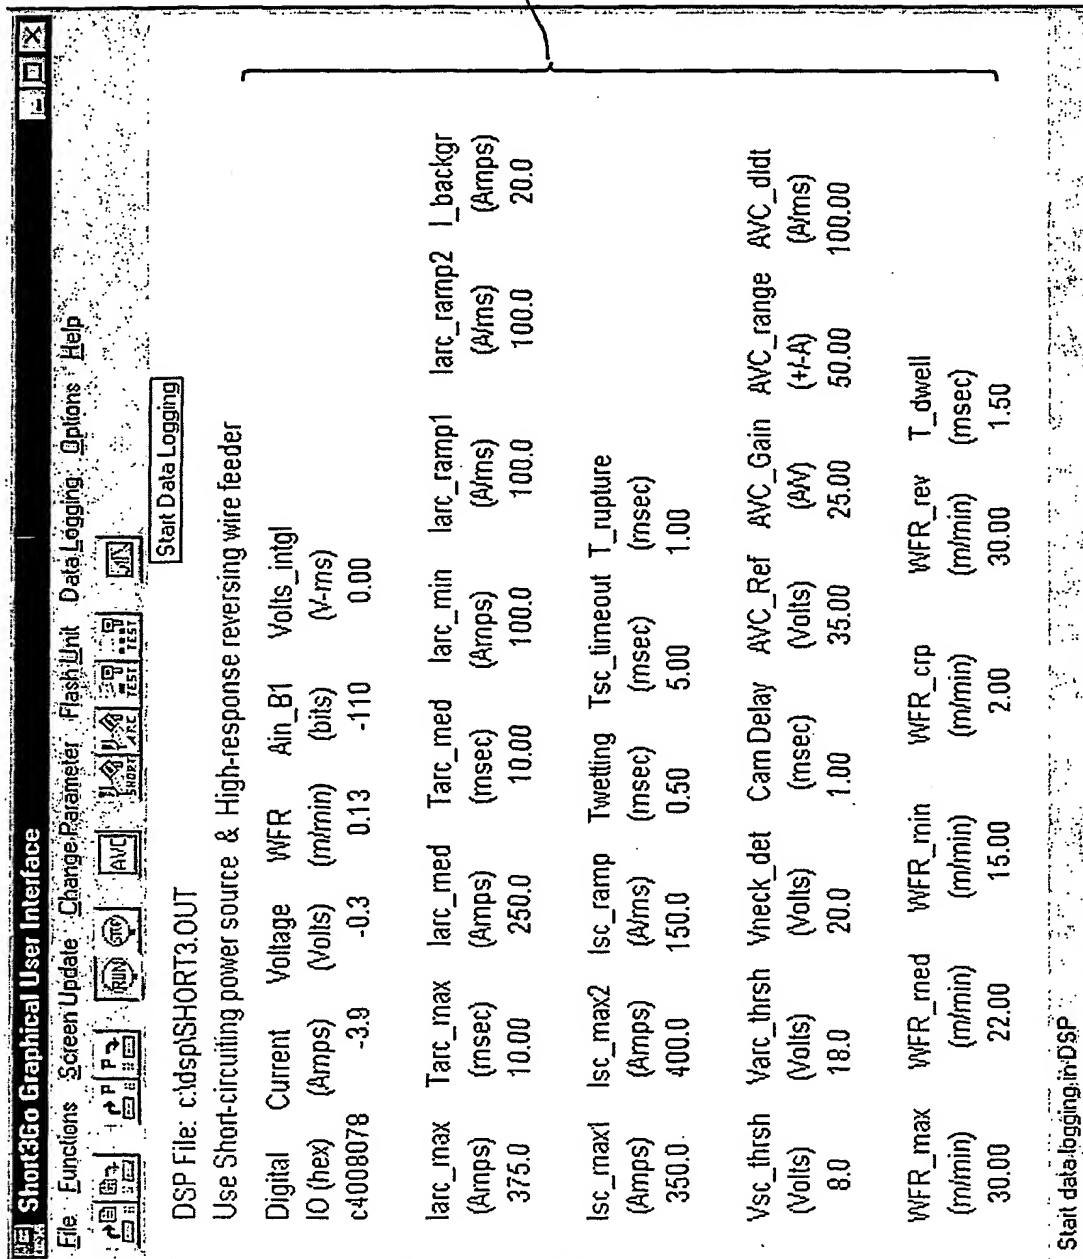 Short3Go Graphical User Interface
File Functions Screen Update Change Parameter Flash Unit Data Logging Options Help
P P RUN STP AVC SHORT ARC TEST TEST
Start Data Logging
DSP File: c:\dsp\SHORT3.OUT
Use Short-circuiting power source & High-response reversing wire feeder
Digital Current Voltage WFR Ain_B1 Volts_intgl
IO (hex) (Amps) (Volts) (m/min) (bits) (V-ms)
c4008078 -3.9 -0.3 0.13 -110 0.00
Iarc_max Tarc_max Iarc_med Tarc_med Iarc_min Iarc_ramp1 Iarc_ramp2 I_backgr
(Amps) (msec) (Amps) (msec) (Amps) (A/ms) (A/ms) (Amps)
375.0 10.00 250.0 10.00 100.0 100.0 100.0 20.0
Isc_max1 Isc_max2 Isc_ramp Twetting Tsc_timeout T_rupture
(Amps) (Amps) (A/ms) (msec) (msec) (msec)
350.0 400.0 150.0 0.50 5.00 1.00
Vsc_thrsh Varc_thrsh Vneck_det Cam Delay AVC_Ref AVC_Gain AVC_range AVC_dIdt
(Volts) (Volts) (Volts) (msec) (Volts) (A/V) (+/-A) (A/ms)
8.0 18.0 20.0 1.00 35.00 25.00 50.00 100.00
WFR_max WFR_med WFR_min WFR_crp WFR_rev T_dwell
(m/min) (m/min) (m/min) (m/min) (m/min) (msec)
30.00 22.00 15.00 2.00 30.00 1.50
Start data logging in DSP